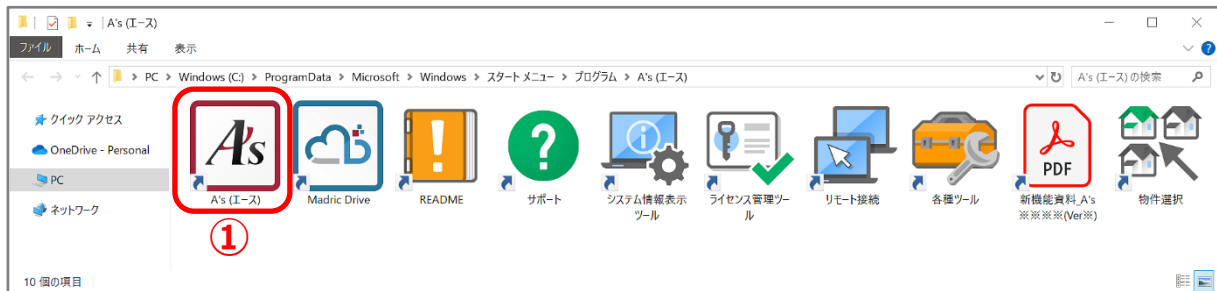 A's (エース)
ファイル ホーム 共有 表示
PC > Windows (C:) > ProgramData > Microsoft > Windows > スタート メニュー > プログラム > A's (エース)
A's (エース)の検索
クイック アクセス
OneDrive - Personal
PC
ネットワーク
A's
A's (エース)
Madric Drive
README
サポート
システム情報表示
ツール
ライセンス管理ツー
ル
リモート接続
各種ツール
PDF
新機能資料_A's
※※※※(Ver※)
物件選択
①
10 個の項目